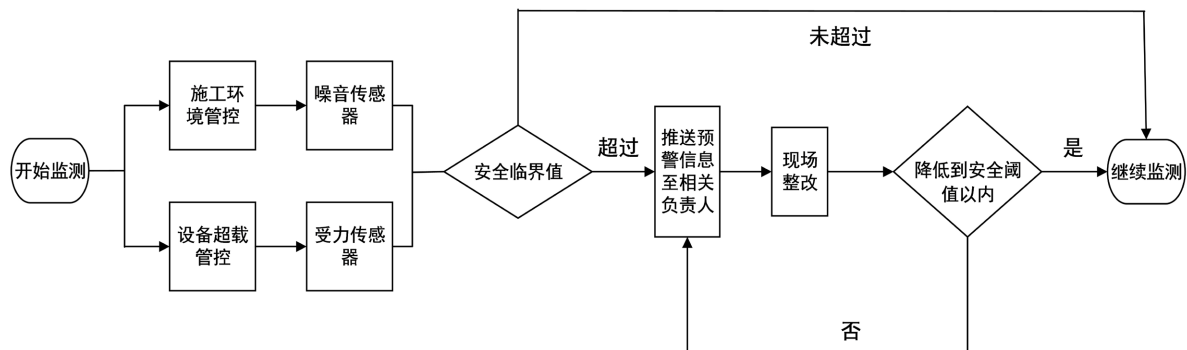 未超过
施工环
境管控
噪音传感
器
开始监测
安全临界值
超过
推送预
警信息
至相关
负责人
现场
整改
降低到安全阈
值以内
是
继续监测
设备超载
管控
受力传感
器
否